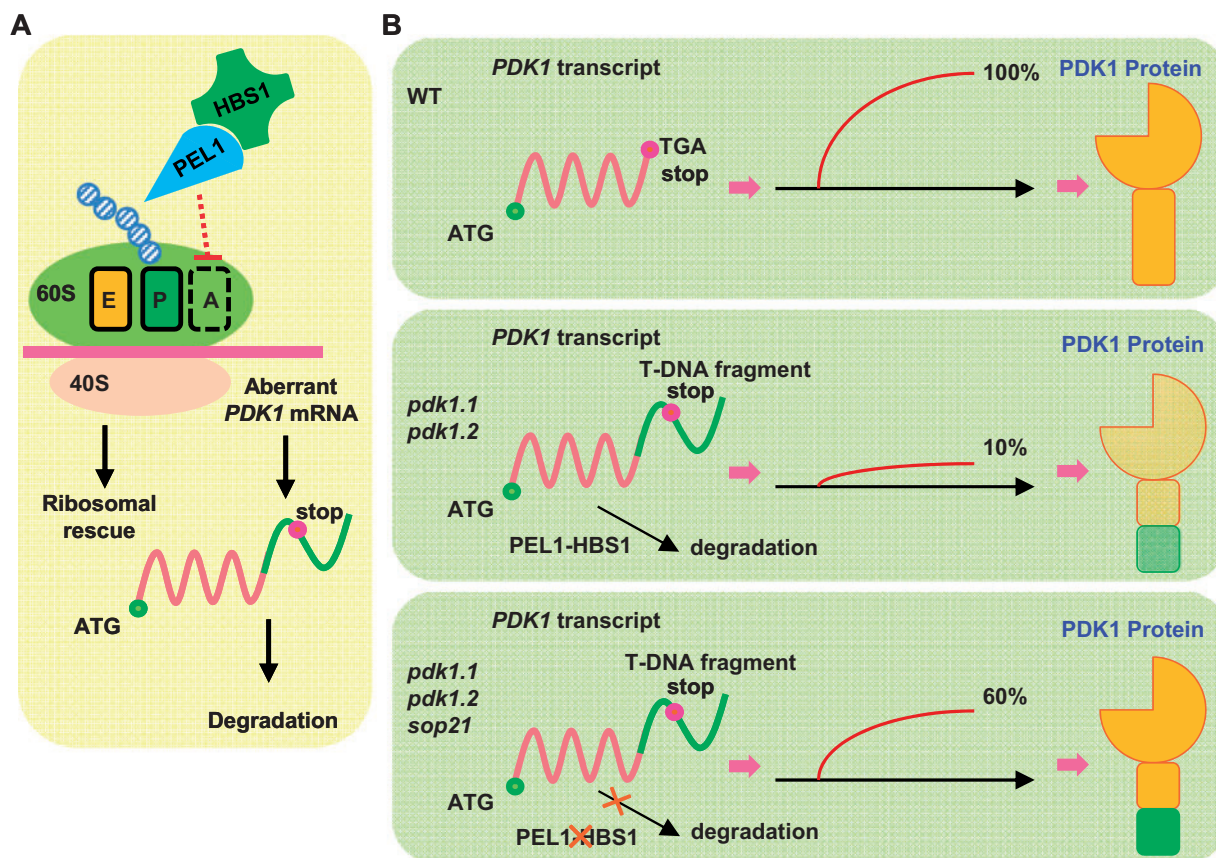 A
HBS1
PEL1
60S
E
P
A
40S
Aberrant
PDK1 mRNA
Ribosomal
rescue
stop
ATG
Degradation
B
PDK1 transcript
PDK1 Protein
WT
100%
TGA
stop
ATG
PDK1 transcript
PDK1 Protein
T-DNA fragment
stop
pdk1.1
pdk1.2
10%
ATG
PEL1-HBS1
degradation
PDK1 transcript
PDK1 Protein
T-DNA fragment
stop
pdk1.1
pdk1.2
sop21
60%
ATG
PEL1-HBS1
degradation